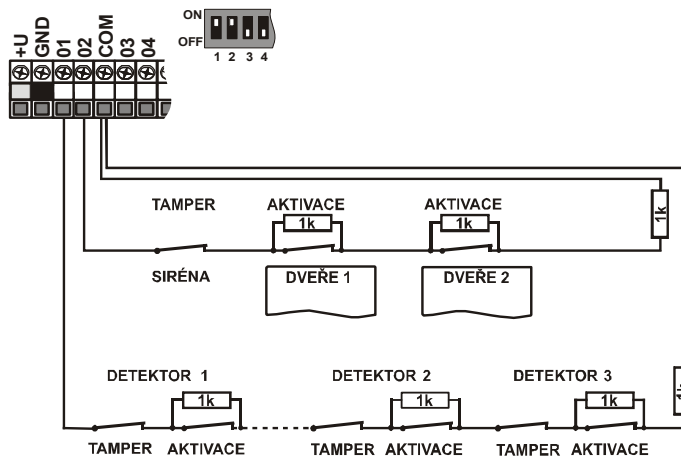 +U GND 01 02 COM 03 04
ON
OFF
1 2 3 4
TAMPER AKTIVACE AKTIVACE
1k 1k 1k
SIRÉNA DVEŘE 1 DVEŘE 2
DETEKTOR 1 DETEKTOR 2 DETEKTOR 3
1k 1k 1k 1k
TAMPER AKTIVACE TAMPER AKTIVACE TAMPER AKTIVACE